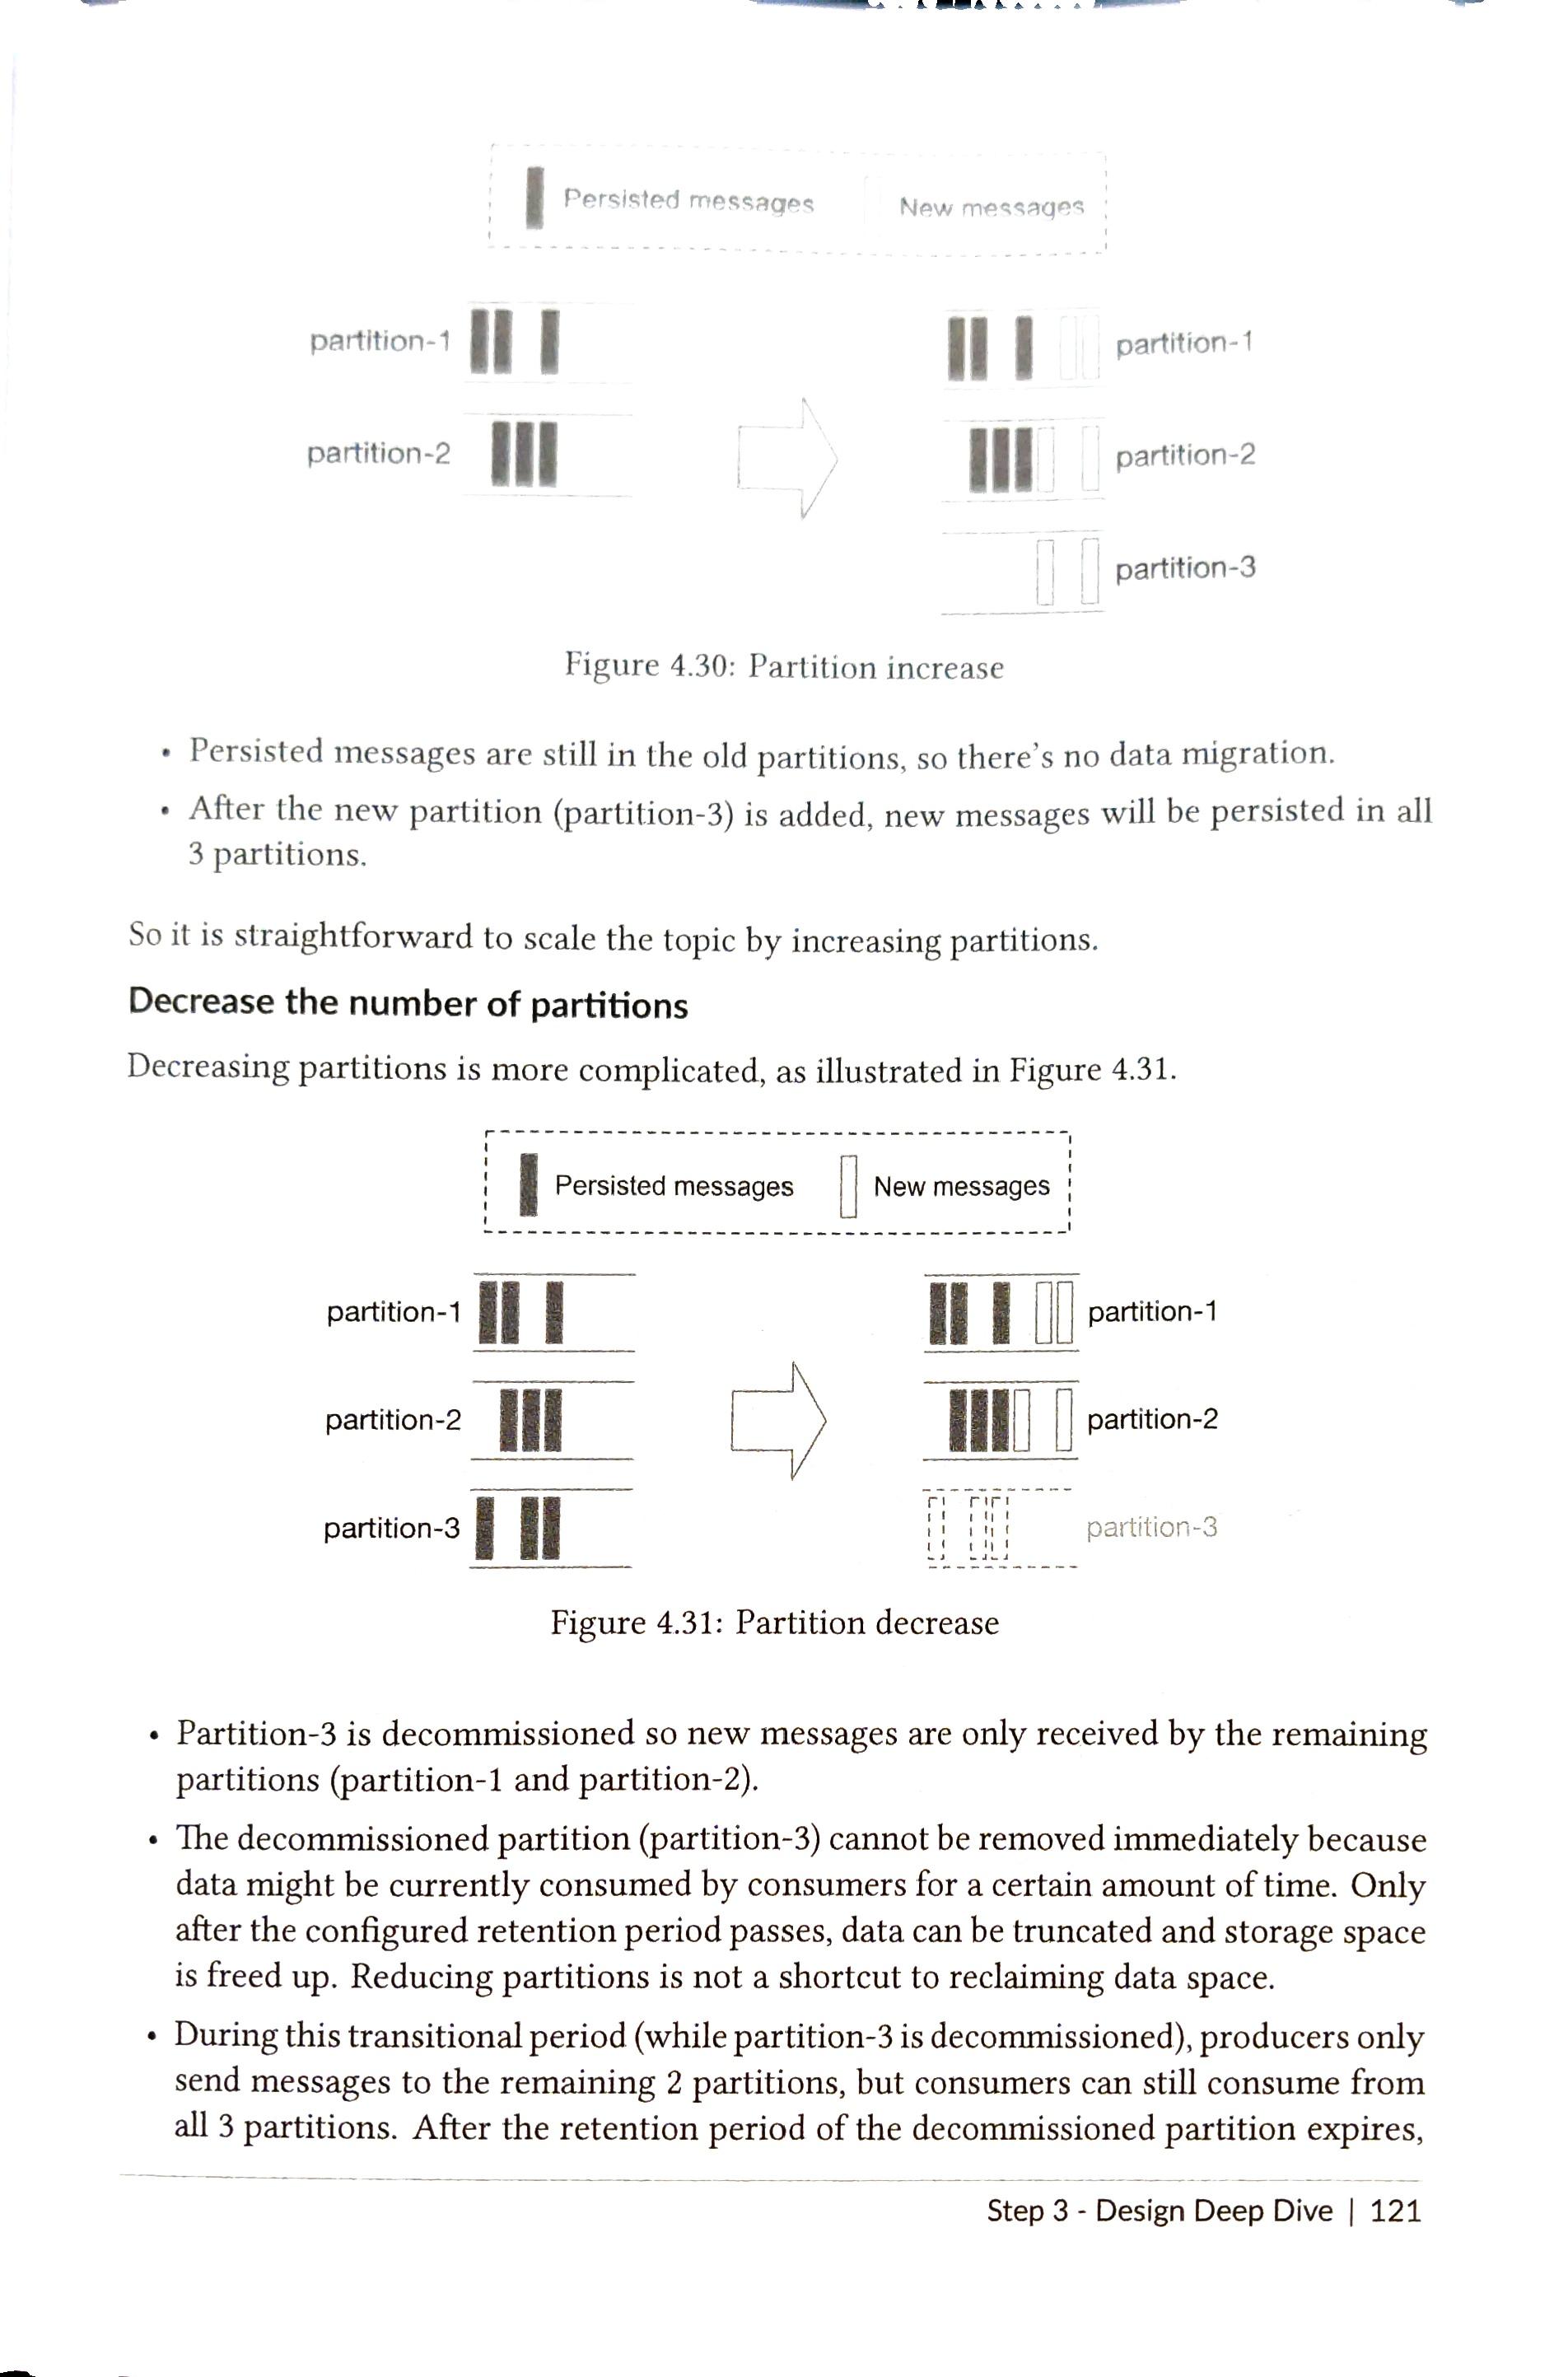 Persisted messages New messages
partition-1 partition-1
partition-2 partition-2
partition-3
Figure 4.30: Partition increase
• Persisted messages are still in the old partitions, so there's no data migration.
• After the new partition (partition-3) is added, new messages will be persisted in all
3 partitions.
So it is straightforward to scale the topic by increasing partitions.
Decrease the number of partitions
Decreasing partitions is more complicated, as illustrated in Figure 4.31.
Persisted messages New messages
partition-1 partition-1
partition-2 partition-2
partition-3 partition-3
Figure 4.31: Partition decrease
• Partition-3 is decommissioned so new messages are only received by the remaining
partitions (partition-1 and partition-2).
• The decommissioned partition (partition-3) cannot be removed immediately because
data might be currently consumed by consumers for a certain amount of time. Only
after the configured retention period passes, data can be truncated and storage space
is freed up. Reducing partitions is not a shortcut to reclaiming data space.
• During this transitional period (while partition-3 is decommissioned), producers only
send messages to the remaining 2 partitions, but consumers can still consume from
all 3 partitions. After the retention period of the decommissioned partition expires,
Step 3 - Design Deep Dive | 121